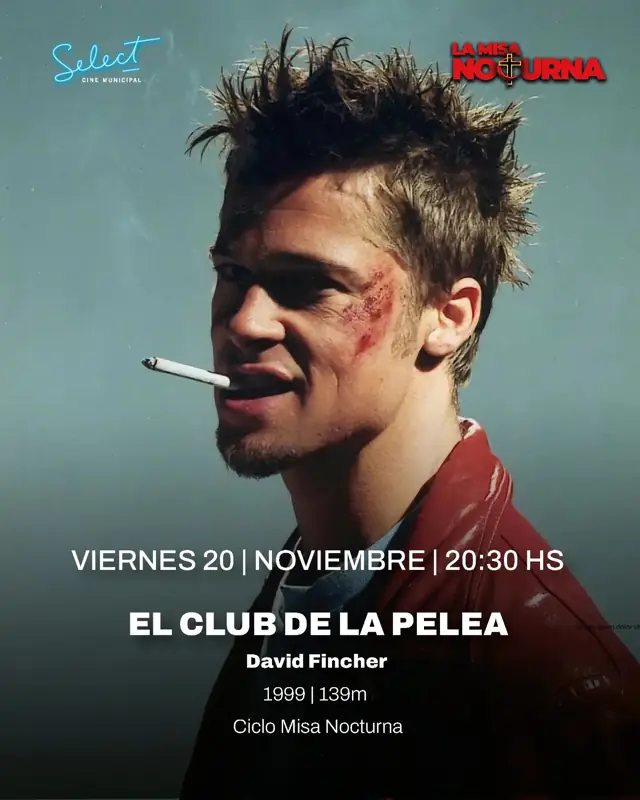 Select
CINE MUNICIPAL
LA MISA
NOCTURNA
VIERNES 20 | NOVIEMBRE | 20:30 HS
EL CLUB DE LA PELEA
David Fincher
1999 | 139m
Ciclo Misa Nocturna